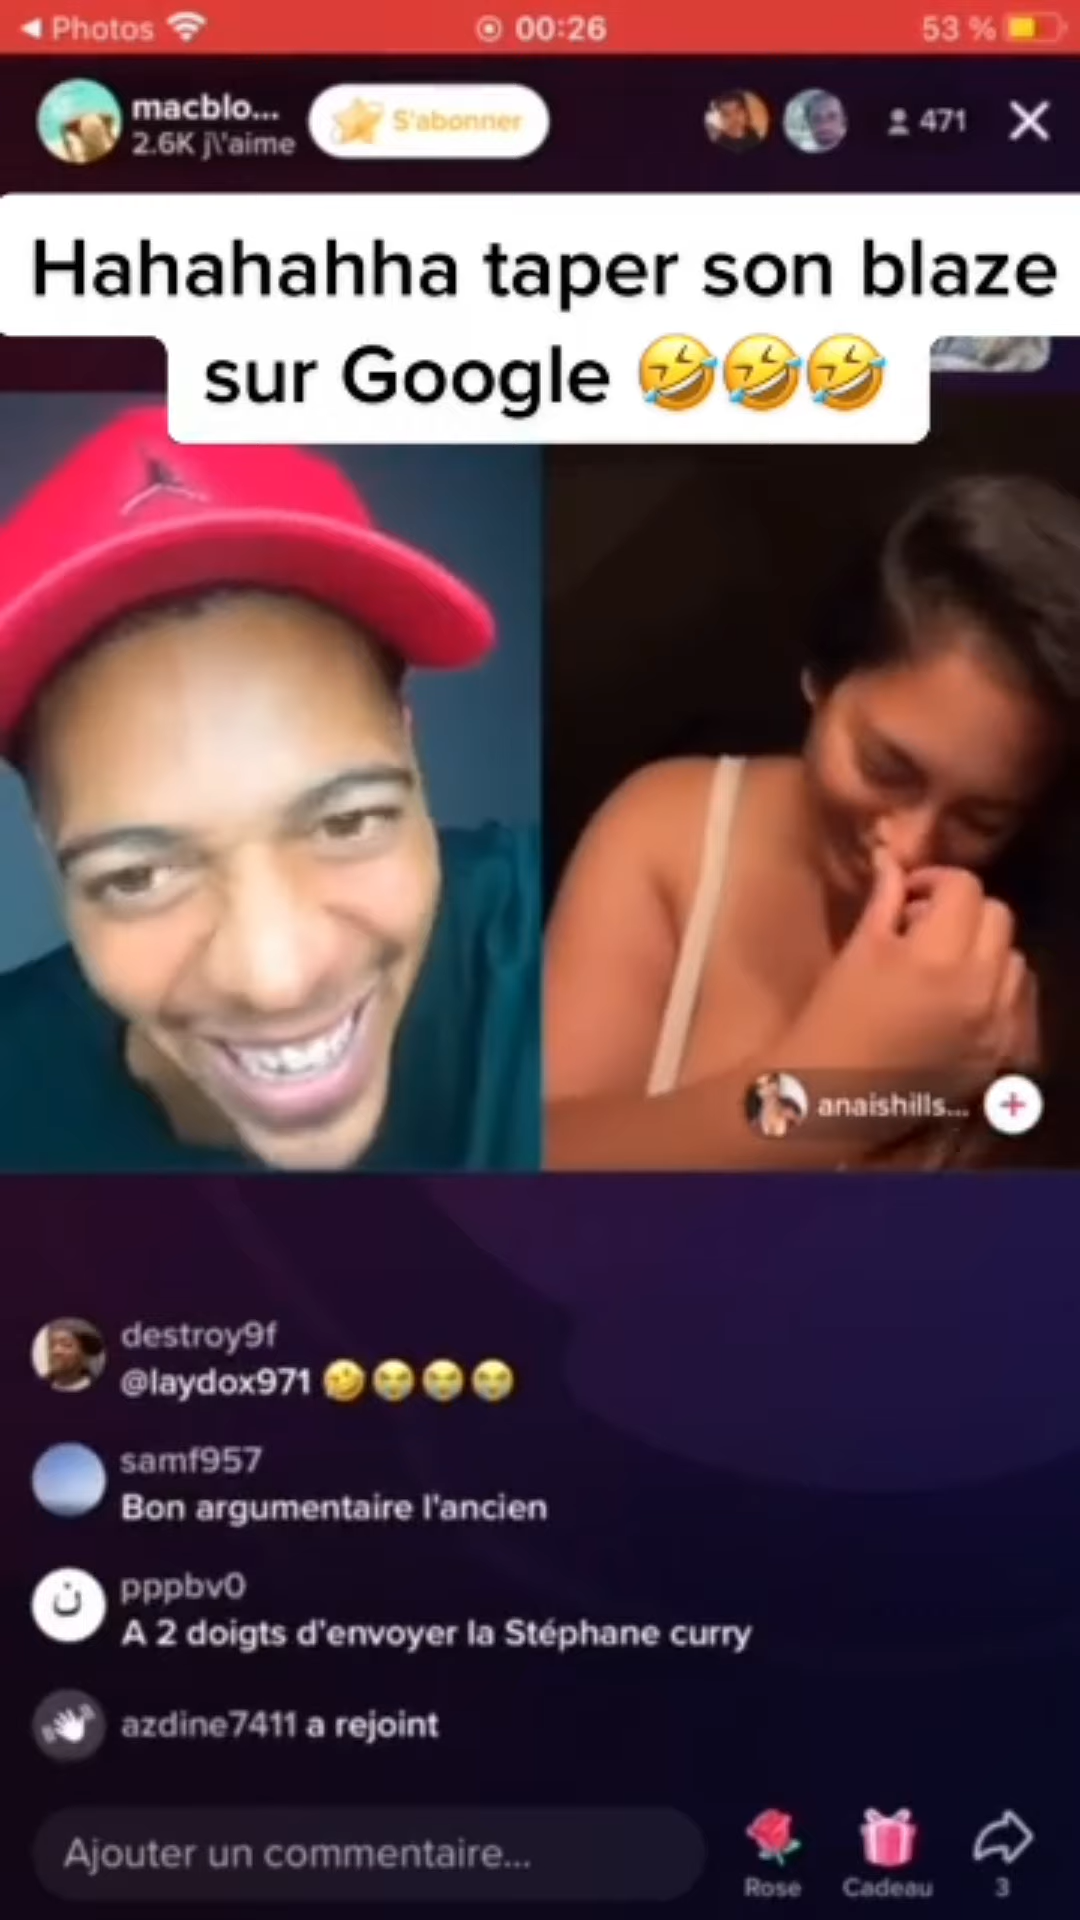 Photos 00:26 53 %
macblo...
2.6K j\'aime
S'abonner
471
Hahahahha taper son blaze
sur Google 🤣🤣🤣
anaishills...
destroy9f
@laydox971 🤣😭😭😭
samf957
Bon argumentaire l'ancien
pppbv0
ن
A 2 doigts d'envoyer la Stéphane curry
azdine7411 a rejoint
Ajouter un commentaire...
Rose Cadeau 3